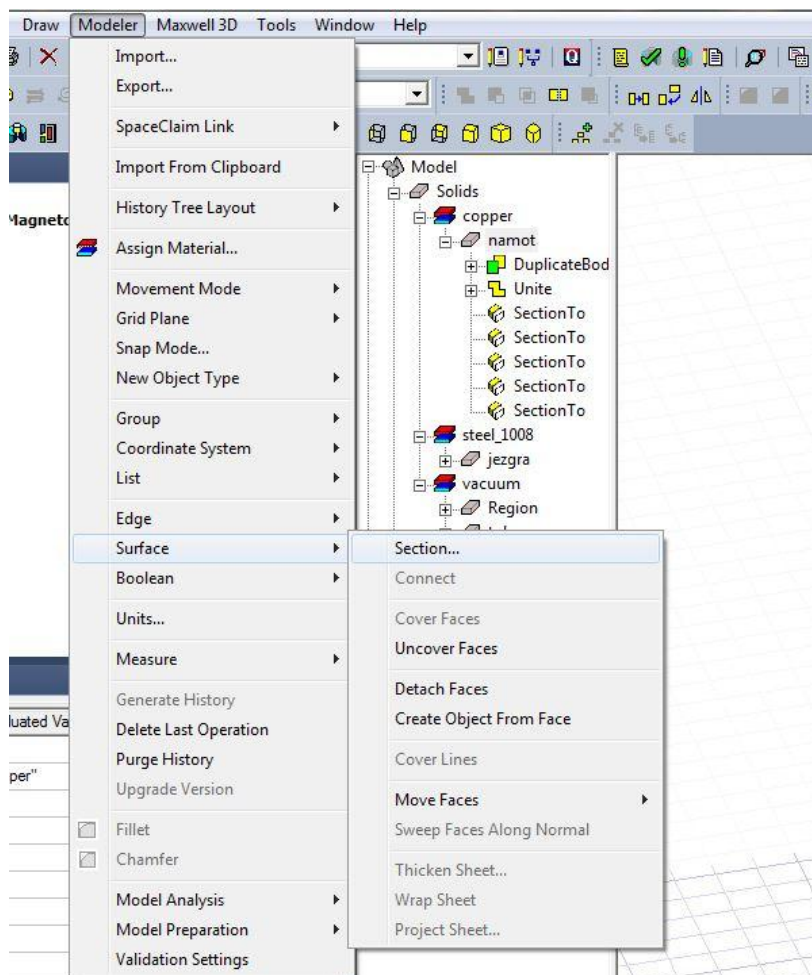 Draw Modeler Maxwell 3D Tools Window Help
Import...
Export...
SpaceClaim Link
Import From Clipboard
History Tree Layout
Assign Material...
Movement Mode
Grid Plane
Snap Mode...
New Object Type
Group
Coordinate System
List
Edge
Surface
Boolean
Units...
Measure
Generate History
Delete Last Operation
Purge History
Upgrade Version
Fillet
Chamfer
Model Analysis
Model Preparation
Validation Settings
Magneto
luated Va
per"
Model
Solids
copper
namot
DuplicateBod
Unite
SectionTo
SectionTo
SectionTo
SectionTo
SectionTo
steel_1008
jezgra
vacuum
Region
Section...
Connect
Cover Faces
Uncover Faces
Detach Faces
Create Object From Face
Cover Lines
Move Faces
Sweep Faces Along Normal
Thicken Sheet...
Wrap Sheet
Project Sheet...